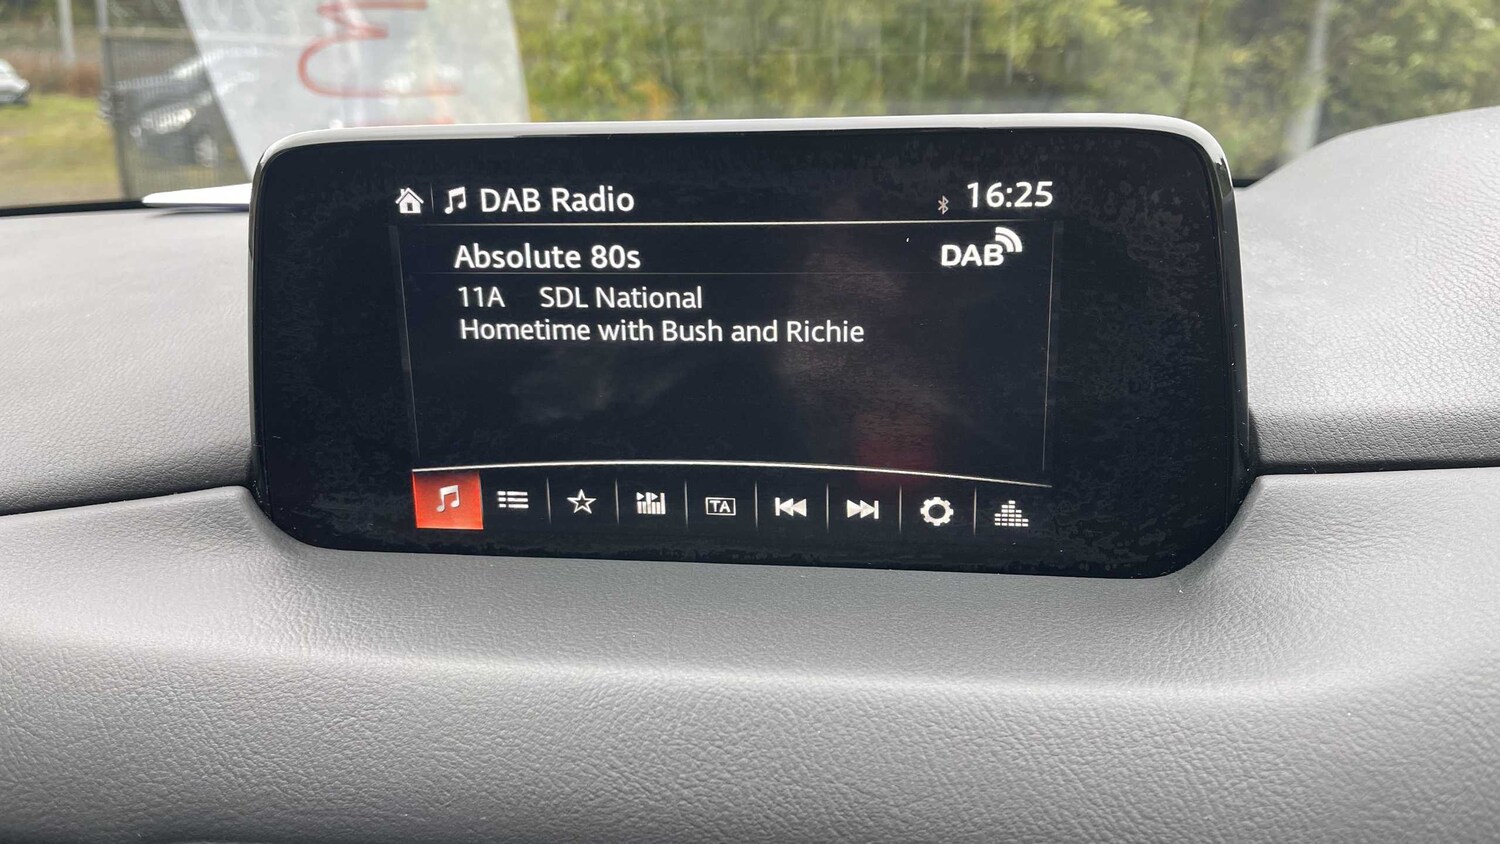 DAB Radio 16:25
Absolute 80s DAB
11A SDL National
Hometime with Bush and Richie
TA